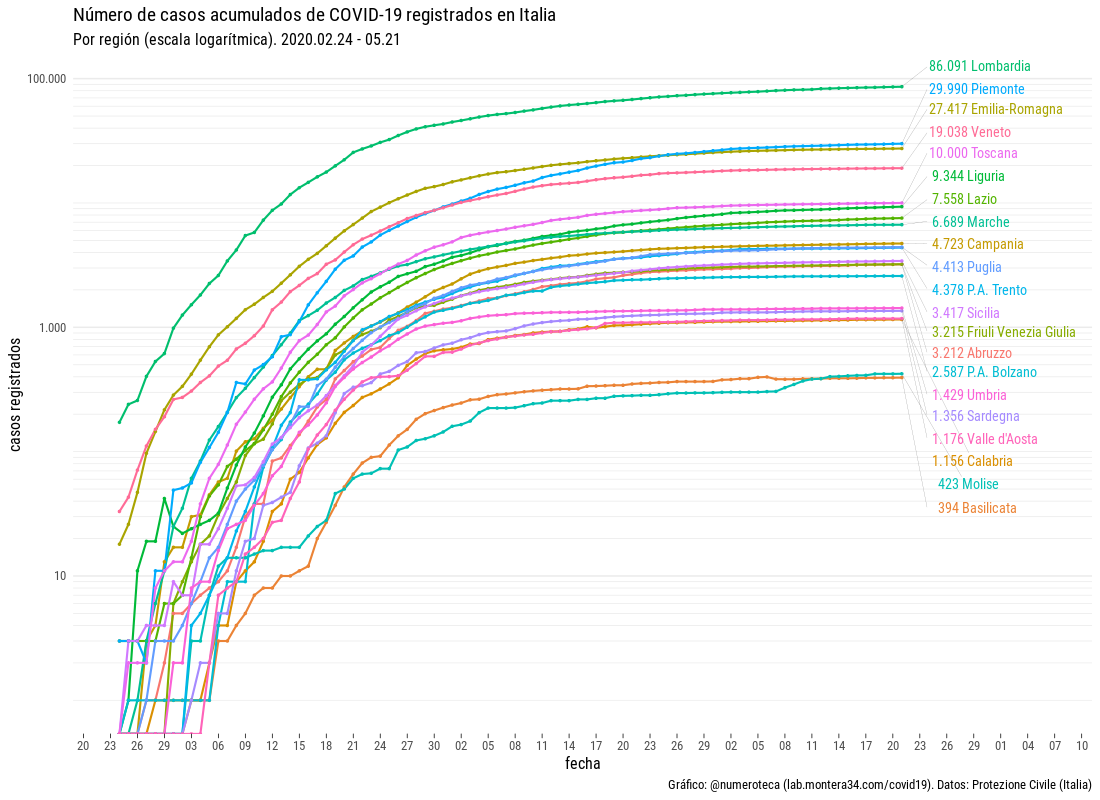 Número de casos acumulados de COVID-19 registrados en Italia
Por región (escala logarítmica). 2020.02.24 - 05.21
100.000
1.000
10
casos registrados
86.091 Lombardia
29.990 Piemonte
27.417 Emilia-Romagna
19.038 Veneto
10.000 Toscana
9.344 Liguria
7.558 Lazio
6.689 Marche
4.723 Campania
4.413 Puglia
4.378 P.A. Trento
3.417 Sicilia
3.215 Friuli Venezia Giulia
3.212 Abruzzo
2.587 P.A. Bolzano
1.429 Umbria
1.356 Sardegna
1.176 Valle d'Aosta
1.156 Calabria
423 Molise
394 Basilicata
20 23 26 29 03 06 09 12 15 18 21 24 27 30 02 05 08 11 14 17 20 23 26 29 02 05 08 11 14 17 20 23 26 29 01 04 07 10
fecha
Gráfico: @numeroteca (lab.montera34.com/covid19). Datos: Protezione Civile (Italia)